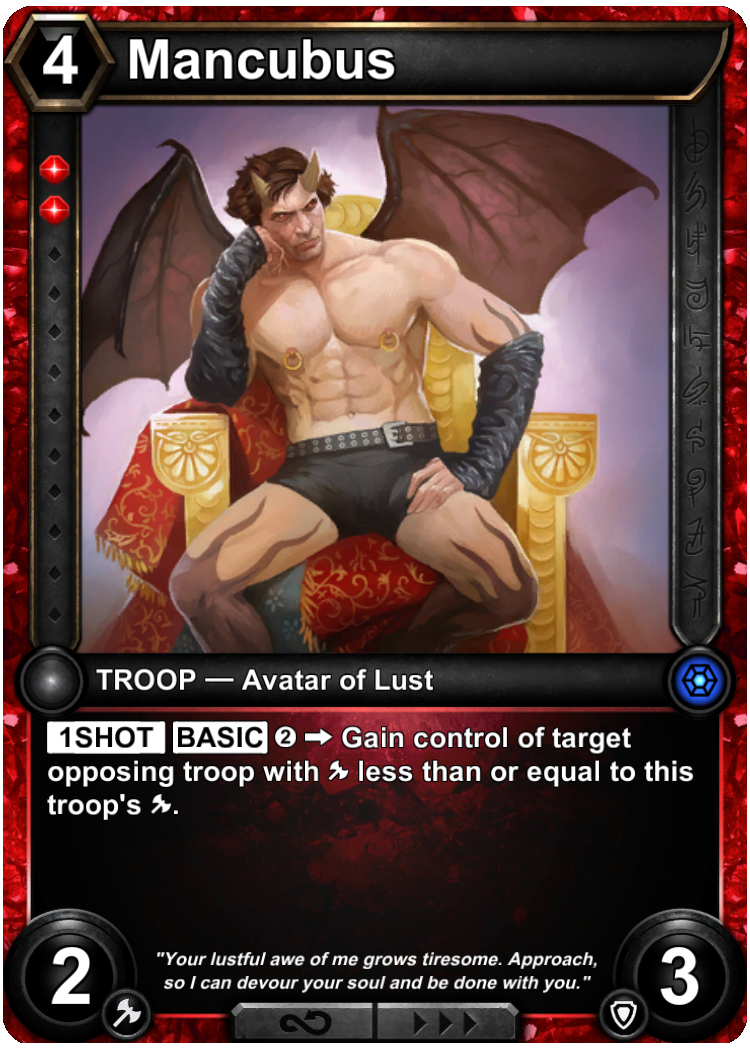 4 Mancubus
TROOP — Avatar of Lust
1SHOT BASIC ② ➡ Gain control of target
opposing troop with less than or equal to this
troop's .
"Your lustful awe of me grows tiresome. Approach,
so I can devour your soul and be done with you."
2 3